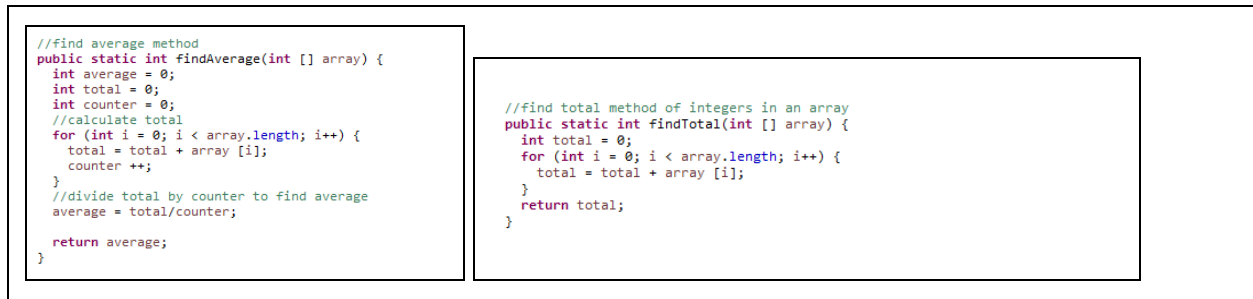 //find average method
public static int findAverage(int [] array) {
int average = 0;
int total = 0;
int counter = 0;
//calculate total
for (int i = 0; i < array.length; i++) {
total = total + array [i];
counter ++;
}
//divide total by counter to find average
average = total/counter;
return average;
}
//find total method of integers in an array
public static int findTotal(int [] array) {
int total = 0;
for (int i = 0; i < array.length; i++) {
total = total + array [i];
}
return total;
}